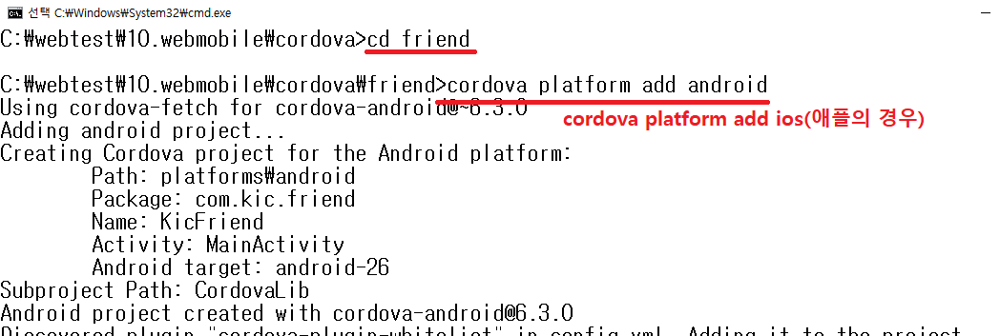 선택 C:₩Windows₩System32₩cmd.exe
C:₩webtest₩10.webmobile₩cordova>cd friend
C:₩webtest₩10.webmobile₩cordova₩friend>cordova platform add android
Using cordova-fetch for cordova-android@~6.3.0
cordova platform add ios(애플의 경우)
Adding android project...
Creating Cordova project for the Android platform:
Path: platforms₩android
Package: com.kic.friend
Name: KicFriend
Activity: MainActivity
Android target: android-26
Subproject Path: CordovaLib
Android project created with cordova-android@6.3.0
Discovered plugin "cordova-plugin-whitelist" in config.xml. Adding it to the project